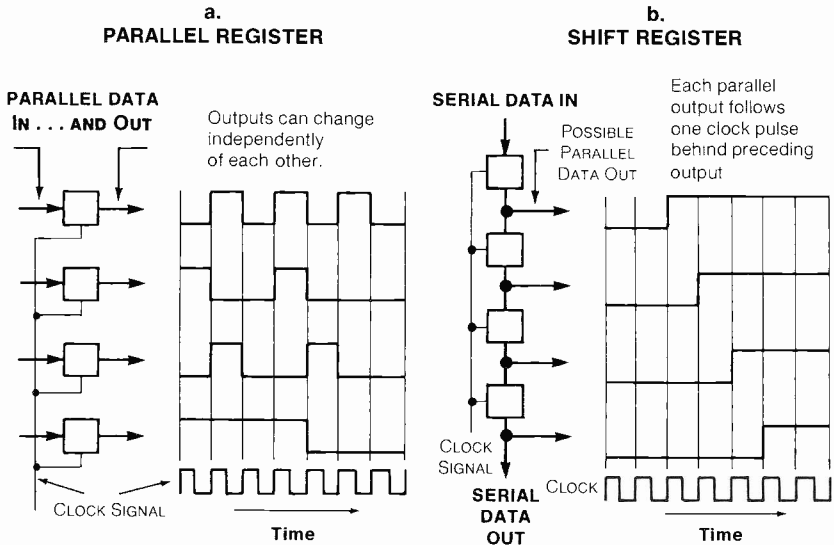 a.
PARALLEL REGISTER
PARALLEL DATA
IN . . . AND OUT
Outputs can change
independently
of each other.
CLOCK SIGNAL
Time
b.
SHIFT REGISTER
SERIAL DATA IN
POSSIBLE
PARALLEL
DATA OUT
Each parallel
output follows
one clock pulse
behind preceding
output
CLOCK
SIGNAL
SERIAL
DATA
OUT
CLOCK
Time